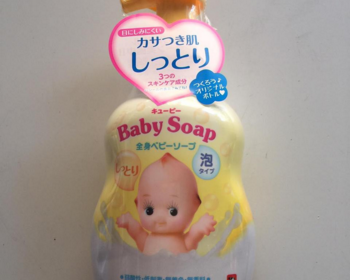 目にしみにくい
カサつき肌
しっとり
3つの
スキンケア成分
つくろう♪
オリジナル
ボトル♥
キューピー
Baby Soap
全身ベビーソープ
しっとり
泡
タイプ